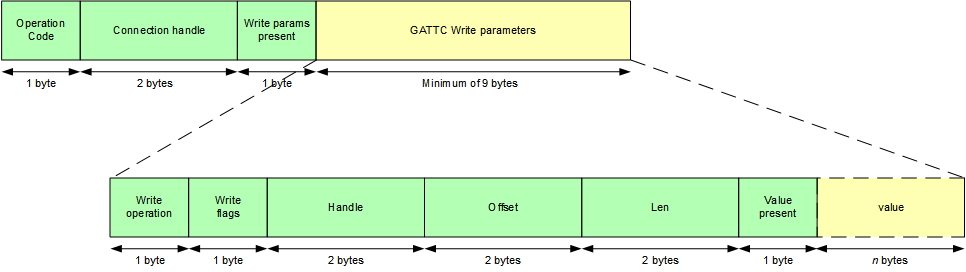 Operation
Code
Connection handle
Write params
present
GATTC Write parameters
1 byte
2 bytes
1 byte
Minimum of 9 bytes
Write
operation
Write
flags
Handle
Offset
Len
Value
present
value
1 byte
1 byte
2 bytes
2 bytes
2 bytes
1 byte
n bytes